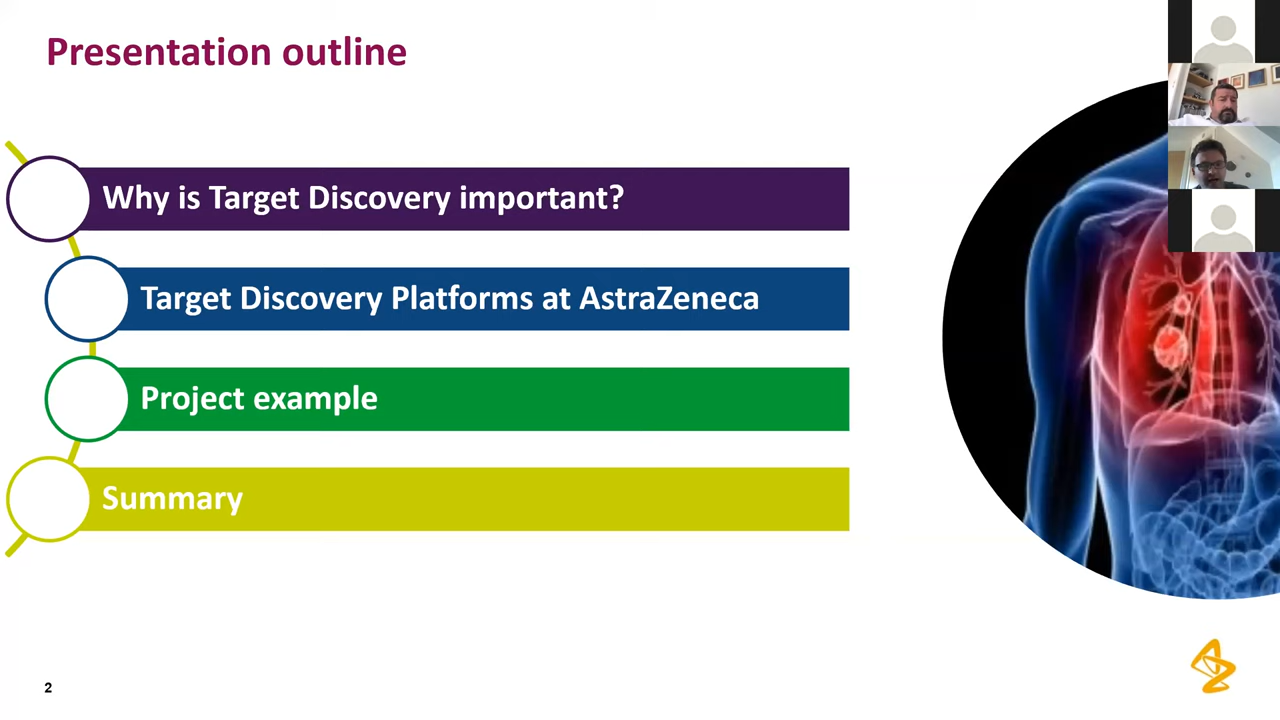 Presentation outline
Why is Target Discovery important?
Target Discovery Platforms at AstraZeneca
Project example
Summary
2